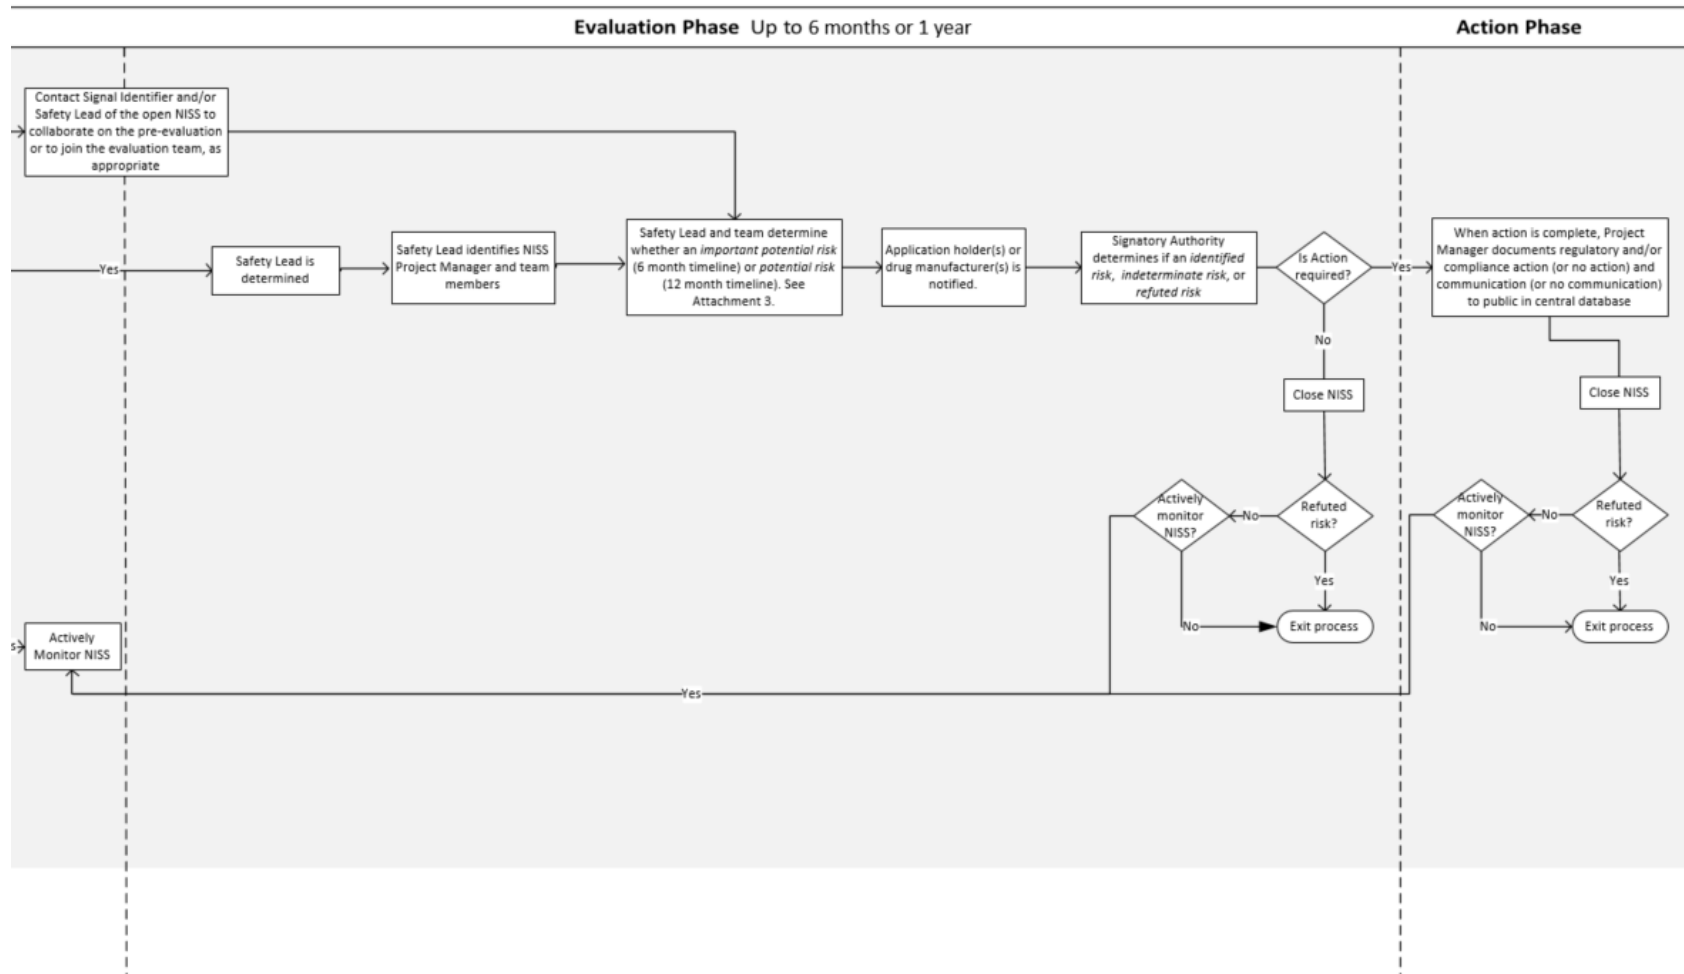 Evaluation Phase Up to 6 months or 1 year
Action Phase
Contact Signal Identifier and/or
Safety Lead of the open NISS to
collaborate on the pre-evaluation
or to join the evaluation team, as
appropriate
Yes
Safety Lead is
determined
Safety Lead identifies NISS
Project Manager and team
members
Safety Lead and team determine
whether an important potential risk
(6 month timeline) or potential risk
(12 month timeline). See
Attachment 3.
Application holder(s) or
drug manufacturer(s) is
notified.
Signatory Authority
determines if an identified
risk, indeterminate risk, or
refuted risk
Is Action
required?
Yes
When action is complete, Project
Manager documents regulatory and/or
compliance action (or no action) and
communication (or no communication)
to public in central database
No
Close NISS
Close NISS
Actively
monitor
NISS?
No
Refuted
risk?
Actively
monitor
NISS?
No
Refuted
risk?
Yes
Yes
No
Exit process
No
Exit process
s
Actively
Monitor NISS
Yes